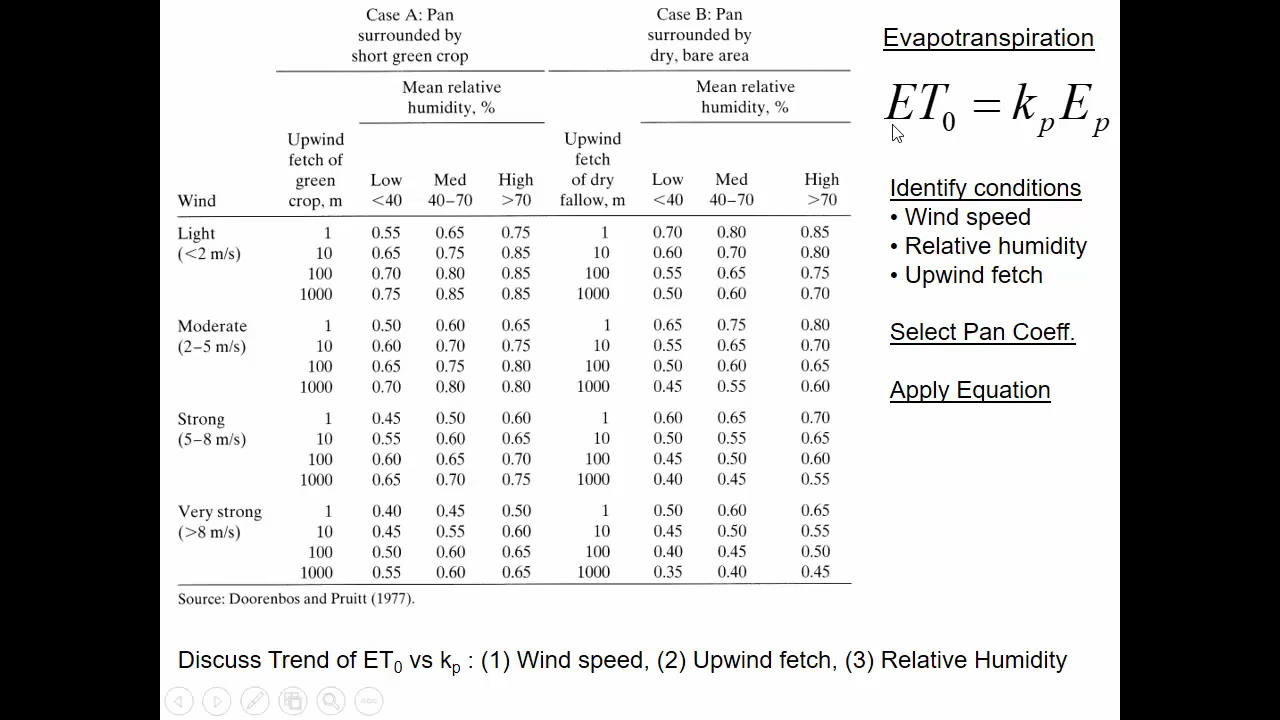 Case A: Pan
surrounded by
short green crop
Case B: Pan
surrounded by
dry, bare area
Mean relative
humidity, %
Mean relative
humidity, %
Wind
Upwind
fetch of
green
crop, m
Low
<40
Med
40–70
High
>70
Upwind
fetch
of dry
fallow, m
Low
<40
Med
40–70
High
>70
Light 1 0.55 0.65 0.75 1 0.70 0.80 0.85
(<2 m/s) 10 0.65 0.75 0.85 10 0.60 0.70 0.80
100 0.70 0.80 0.85 100 0.55 0.65 0.75
1000 0.75 0.85 0.85 1000 0.50 0.60 0.70
Moderate 1 0.50 0.60 0.65 1 0.65 0.75 0.80
(2–5 m/s) 10 0.60 0.70 0.75 10 0.55 0.65 0.70
100 0.65 0.75 0.80 100 0.50 0.60 0.65
1000 0.70 0.80 0.80 1000 0.45 0.55 0.60
Strong 1 0.45 0.50 0.60 1 0.60 0.65 0.70
(5–8 m/s) 10 0.55 0.60 0.65 10 0.50 0.55 0.65
100 0.60 0.65 0.70 100 0.45 0.50 0.60
1000 0.65 0.70 0.75 1000 0.40 0.45 0.55
Very strong 1 0.40 0.45 0.50 1 0.50 0.60 0.65
(>8 m/s) 10 0.45 0.55 0.60 10 0.45 0.50 0.55
100 0.50 0.60 0.65 100 0.40 0.45 0.50
1000 0.55 0.60 0.65 1000 0.35 0.40 0.45
Source: Doorenbos and Pruitt (1977).
Evapotranspiration
ET₀ = kₚEₚ
Identify conditions
• Wind speed
• Relative humidity
• Upwind fetch
Select Pan Coeff.
Apply Equation
Discuss Trend of ET₀ vs kₚ : (1) Wind speed, (2) Upwind fetch, (3) Relative Humidity